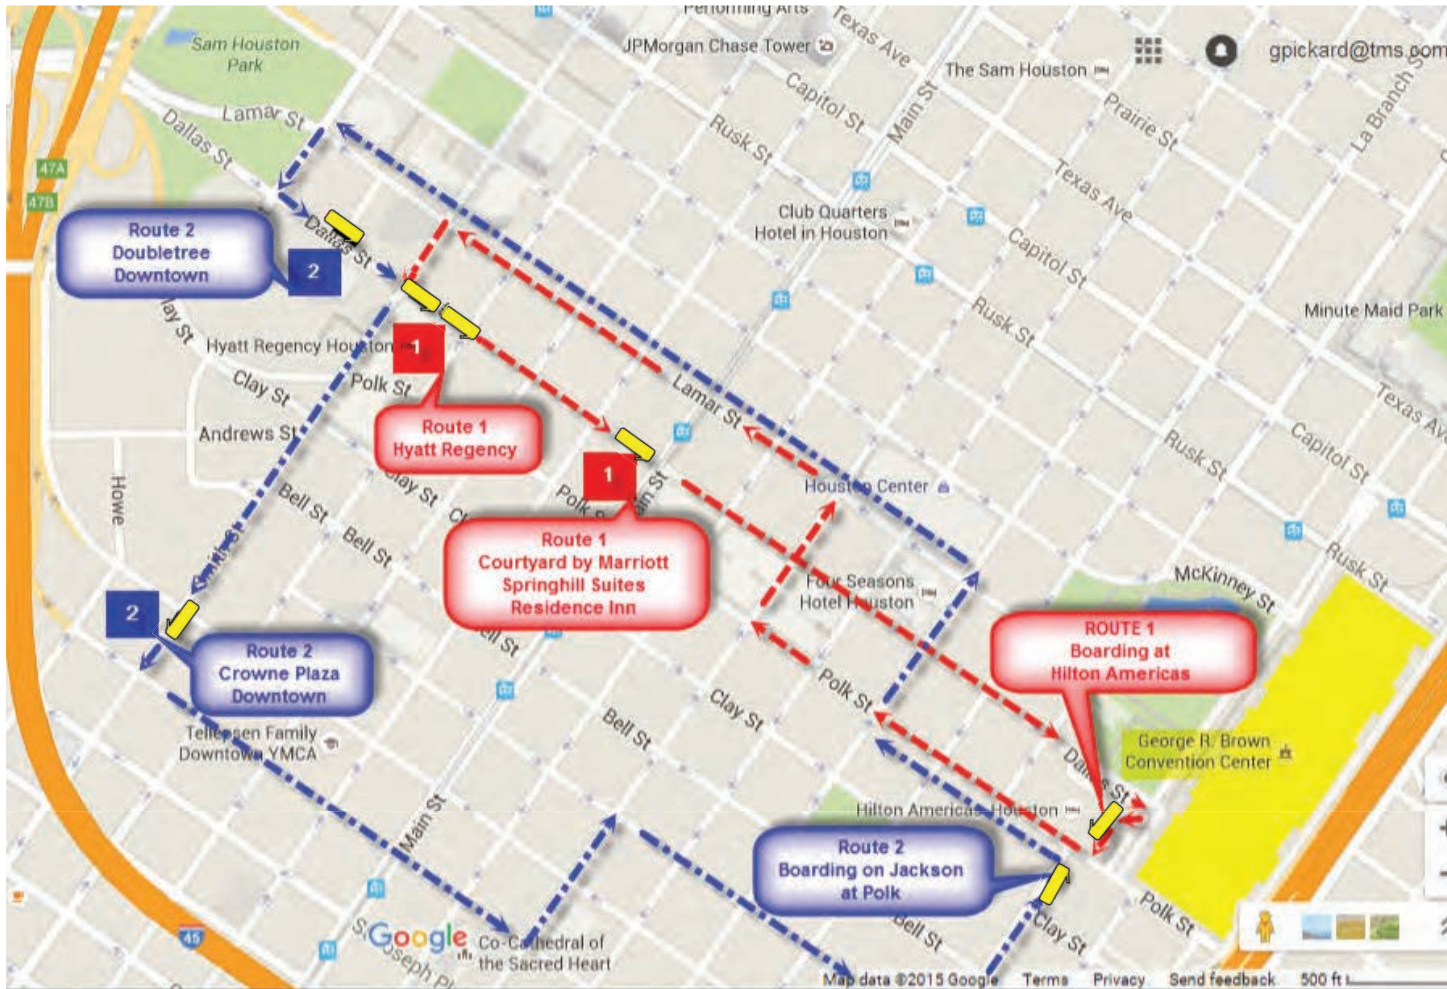 Performing Arts
Texas Ave
JPMorgan Chase Tower
gpickard@tms.com
Sam Houston
Park
The Sam Houston
Main St
La Branch St
Capitol St
Prairie St
Lamar St
Dallas St
Rusk St
47A
47B
Texas Ave
Club Quarters
Hotel in Houston
Route 2
Doubletree
Downtown
Dallas St
2
Capitol St
Minute Maid Park
Rusk St
Hyatt Regency Houston
1
Clay St
Polk St
Lamar St
Texas Ave
Route 1
Hyatt Regency
Andrews St
Rusk St
Capitol St
1
Howe
Houston Center
Bell St
Clay St
Bell St
Route 1
Courtyard by Marriott
Springhill Suites
Residence Inn
Rusk St
McKinney St
Four Seasons
Hotel Houston
2
ROUTE 1
Boarding at
Hilton Americas
Route 2
Crowne Plaza
Downtown
Bell St
Polk St
Clay St
Bell St
Tellepsen Family
Downtown YMCA
George R. Brown
Convention Center
Dallas St
Main St
Hilton Americas-Houston
Route 2
Boarding on Jackson
at Polk
Polk St
Bell St
Clay St
45
Google
Co-Cathedral of
the Sacred Heart
Map data ©2015 Google Terms Privacy Send feedback 500 ft